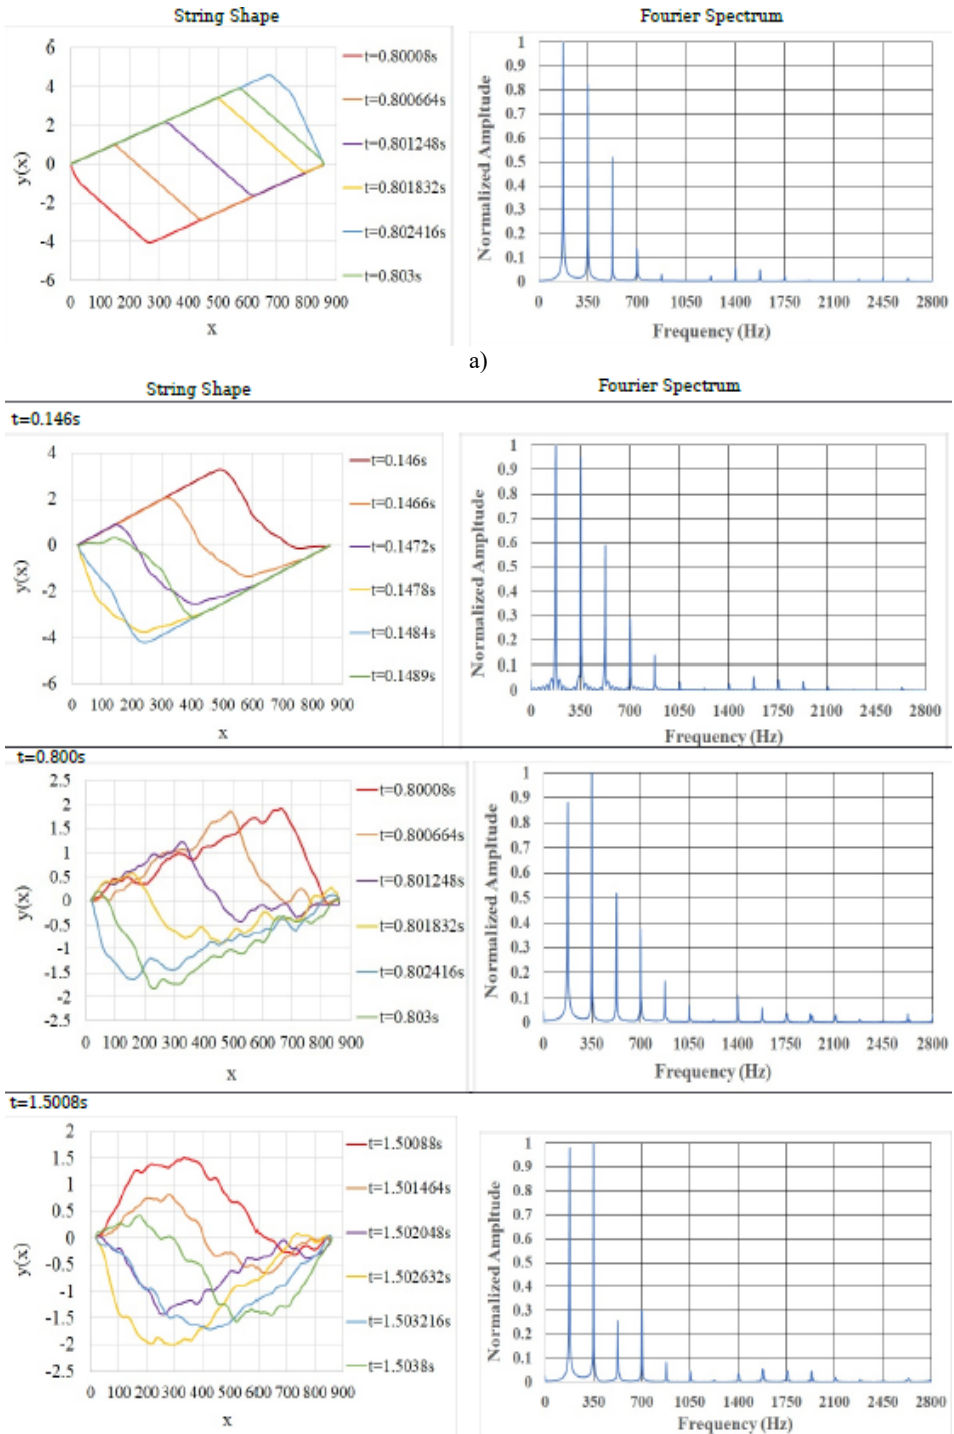 String Shape
Fourier Spectrum
6
4
2
0
-2
-4
-6
y(x)
0 100 200 300 400 500 600 700 800 900
x
t=0.80008s
t=0.800664s
t=0.801248s
t=0.801832s
t=0.802416s
t=0.803s
1
0.9
0.8
0.7
0.6
0.5
0.4
0.3
0.2
0.1
0
Normalized Ampltude
0 350 700 1050 1400 1750 2100 2450 2800
Frequency (Hz)
a)
String Shape
Fourier Spectrum
t=0.146s
4
2
0
-2
-4
-6
y(x)
0 100 200 300 400 500 600 700 800 900
x
t=0.146s
t=0.1466s
t=0.1472s
t=0.1478s
t=0.1484s
t=0.1489s
1
0.9
0.8
0.7
0.6
0.5
0.4
0.3
0.2
0.1
0
Normalized Ampltude
0 350 700 1050 1400 1750 2100 2450 2800
Frequency (Hz)
t=0.800s
2.5
2
1.5
1
0.5
0
-0.5
-1
-1.5
-2
-2.5
y(x)
0 100 200 300 400 500 600 700 800 900
x
t=0.80008s
t=0.800664s
t=0.801248s
t=0.801832s
t=0.802416s
t=0.803s
1
0.9
0.8
0.7
0.6
0.5
0.4
0.3
0.2
0.1
0
Normalized Amplitude
0 350 700 1050 1400 1750 2100 2450 2800
Frequency (Hz)
t=1.5008s
2
1.5
1
0.5
0
-0.5
-1
-1.5
-2
-2.5
y(x)
0 100 200 300 400 500 600 700 800 900
x
t=1.50088s
t=1.501464s
t=1.502048s
t=1.502632s
t=1.503216s
t=1.5038s
1
0.9
0.8
0.7
0.6
0.5
0.4
0.3
0.2
0.1
0
Normalized Amplitude
0 350 700 1050 1400 1750 2100 2450 2800
Frequency (Hz)